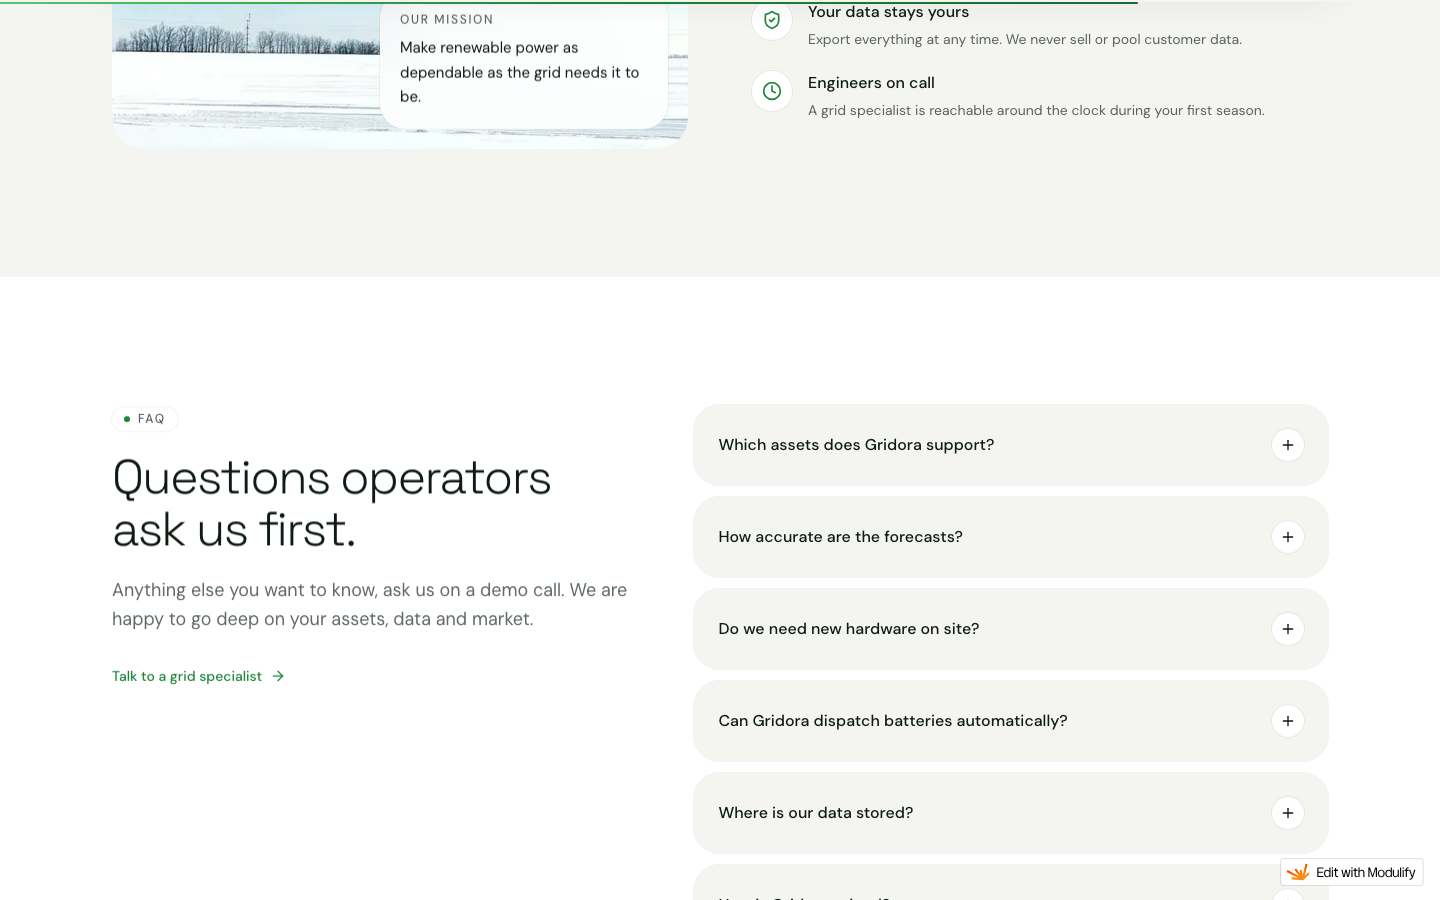 OUR MISSION
Make renewable power as
dependable as the grid needs it to
be.
Your data stays yours
Export everything at any time. We never sell or pool customer data.
Engineers on call
A grid specialist is reachable around the clock during your first season.
FAQ
Questions operators
ask us first.
Anything else you want to know, ask us on a demo call. We are
happy to go deep on your assets, data and market.
Talk to a grid specialist
Which assets does Gridora support?
How accurate are the forecasts?
Do we need new hardware on site?
Can Gridora dispatch batteries automatically?
Where is our data stored?
Edit with Modulify